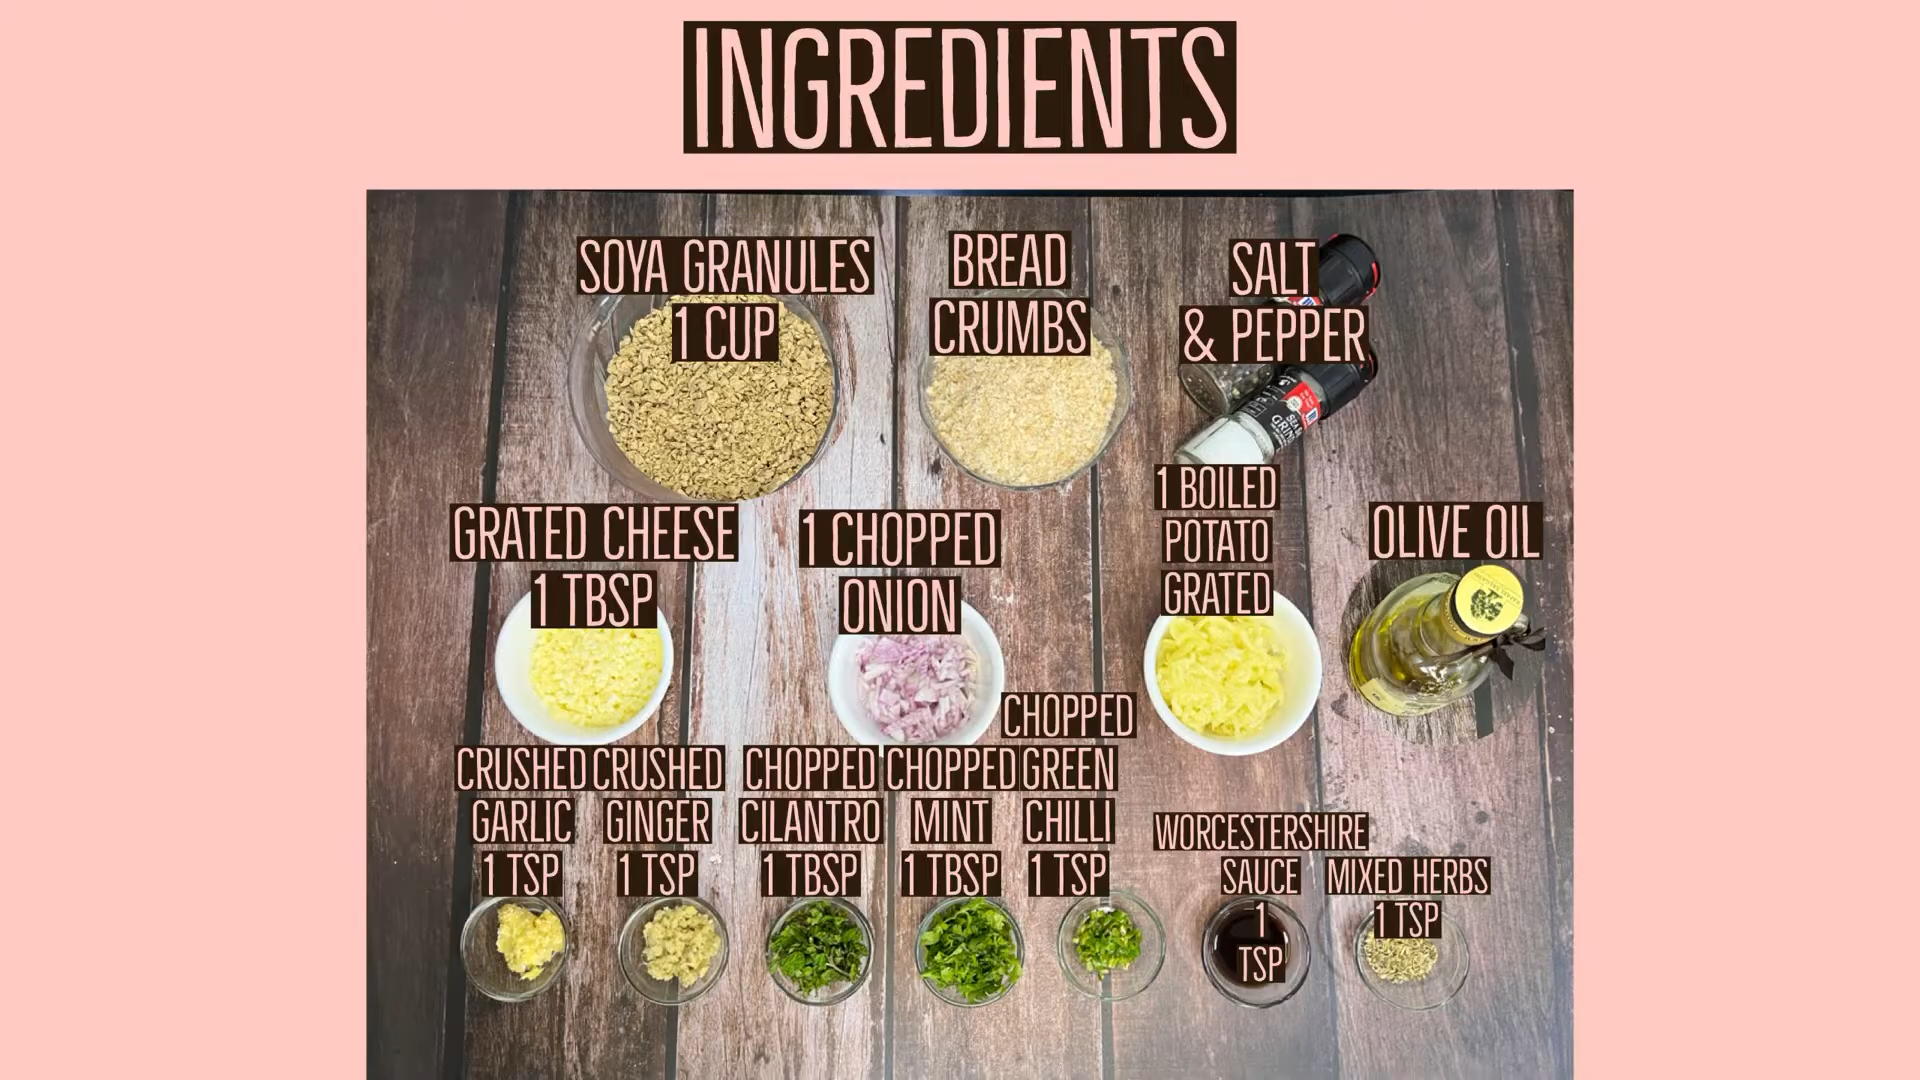 INGREDIENTS
SOYA GRANULES
1 CUP
BREAD
CRUMBS
SALT
& PEPPER
GRATED CHEESE
1 TBSP
1 CHOPPED
ONION
1 BOILED
POTATO
GRATED
OLIVE OIL
CRUSHED
GARLIC
1 TSP
CRUSHED
GINGER
1 TSP
CHOPPED
CILANTRO
1 TBSP
CHOPPED
MINT
1 TBSP
CHOPPED
GREEN
CHILLI
1 TSP
WORCESTERSHIRE
SAUCE
1
TSP
MIXED HERBS
1 TSP